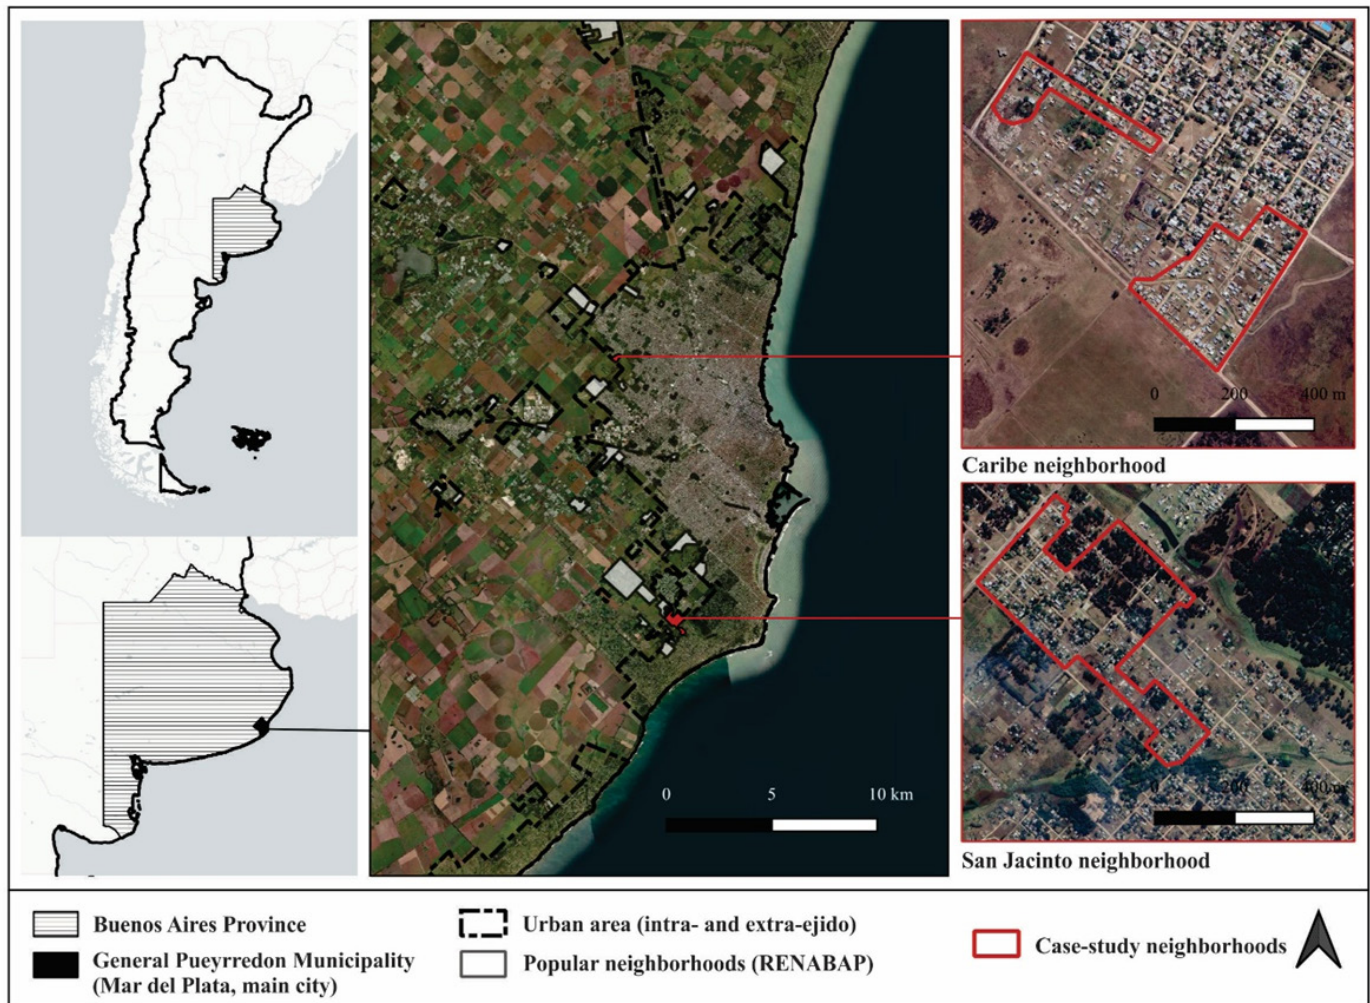 0 200 400 m
Caribe neighborhood
0 5 10 km
0 200 400 m
San Jacinto neighborhood
Buenos Aires Province
General Pueyrredon Municipality
(Mar del Plata, main city)
Urban area (intra- and extra-ejido)
Popular neighborhoods (RENABAP)
Case-study neighborhoods